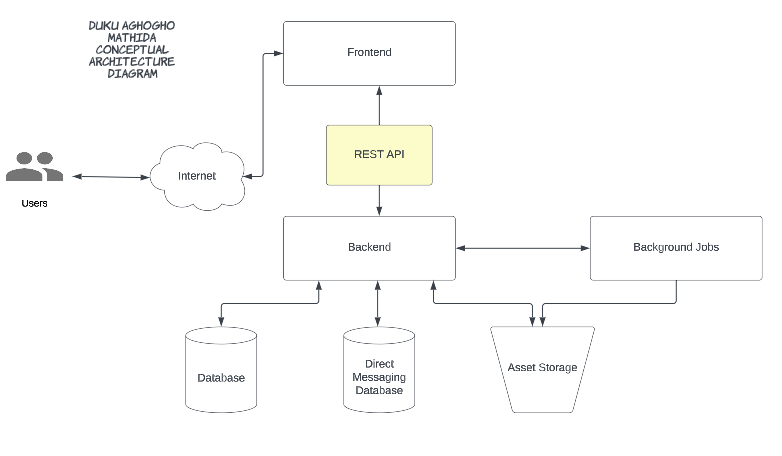 DUKU AGHOGHO
MATHIDA
CONCEPTUAL
ARCHITECTURE
DIAGRAM
Frontend
REST API
Internet
Users
Backend
Background Jobs
Database
Direct
Messaging
Database
Asset Storage